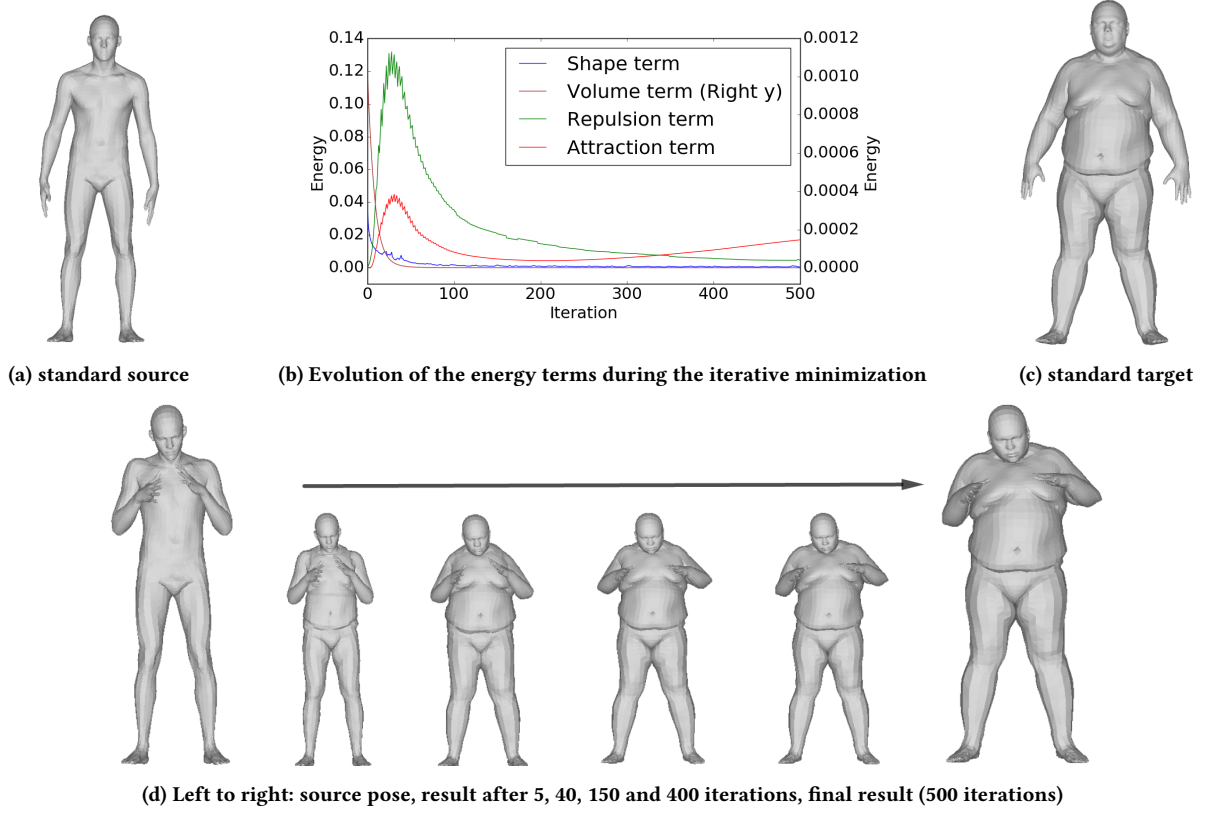 0.14
0.12
0.10
0.08
0.06
0.04
0.02
0.00
Energy
0
100
200
300
400
500
Iteration
Shape term
Volume term (Right y)
Repulsion term
Attraction term
0.0012
0.0010
0.0008
0.0006
0.0004
0.0002
0.0000
Energy
(a) standard source
(b) Evolution of the energy terms during the iterative minimization
(c) standard target
(d) Left to right: source pose, result after 5, 40, 150 and 400 iterations, final result (500 iterations)